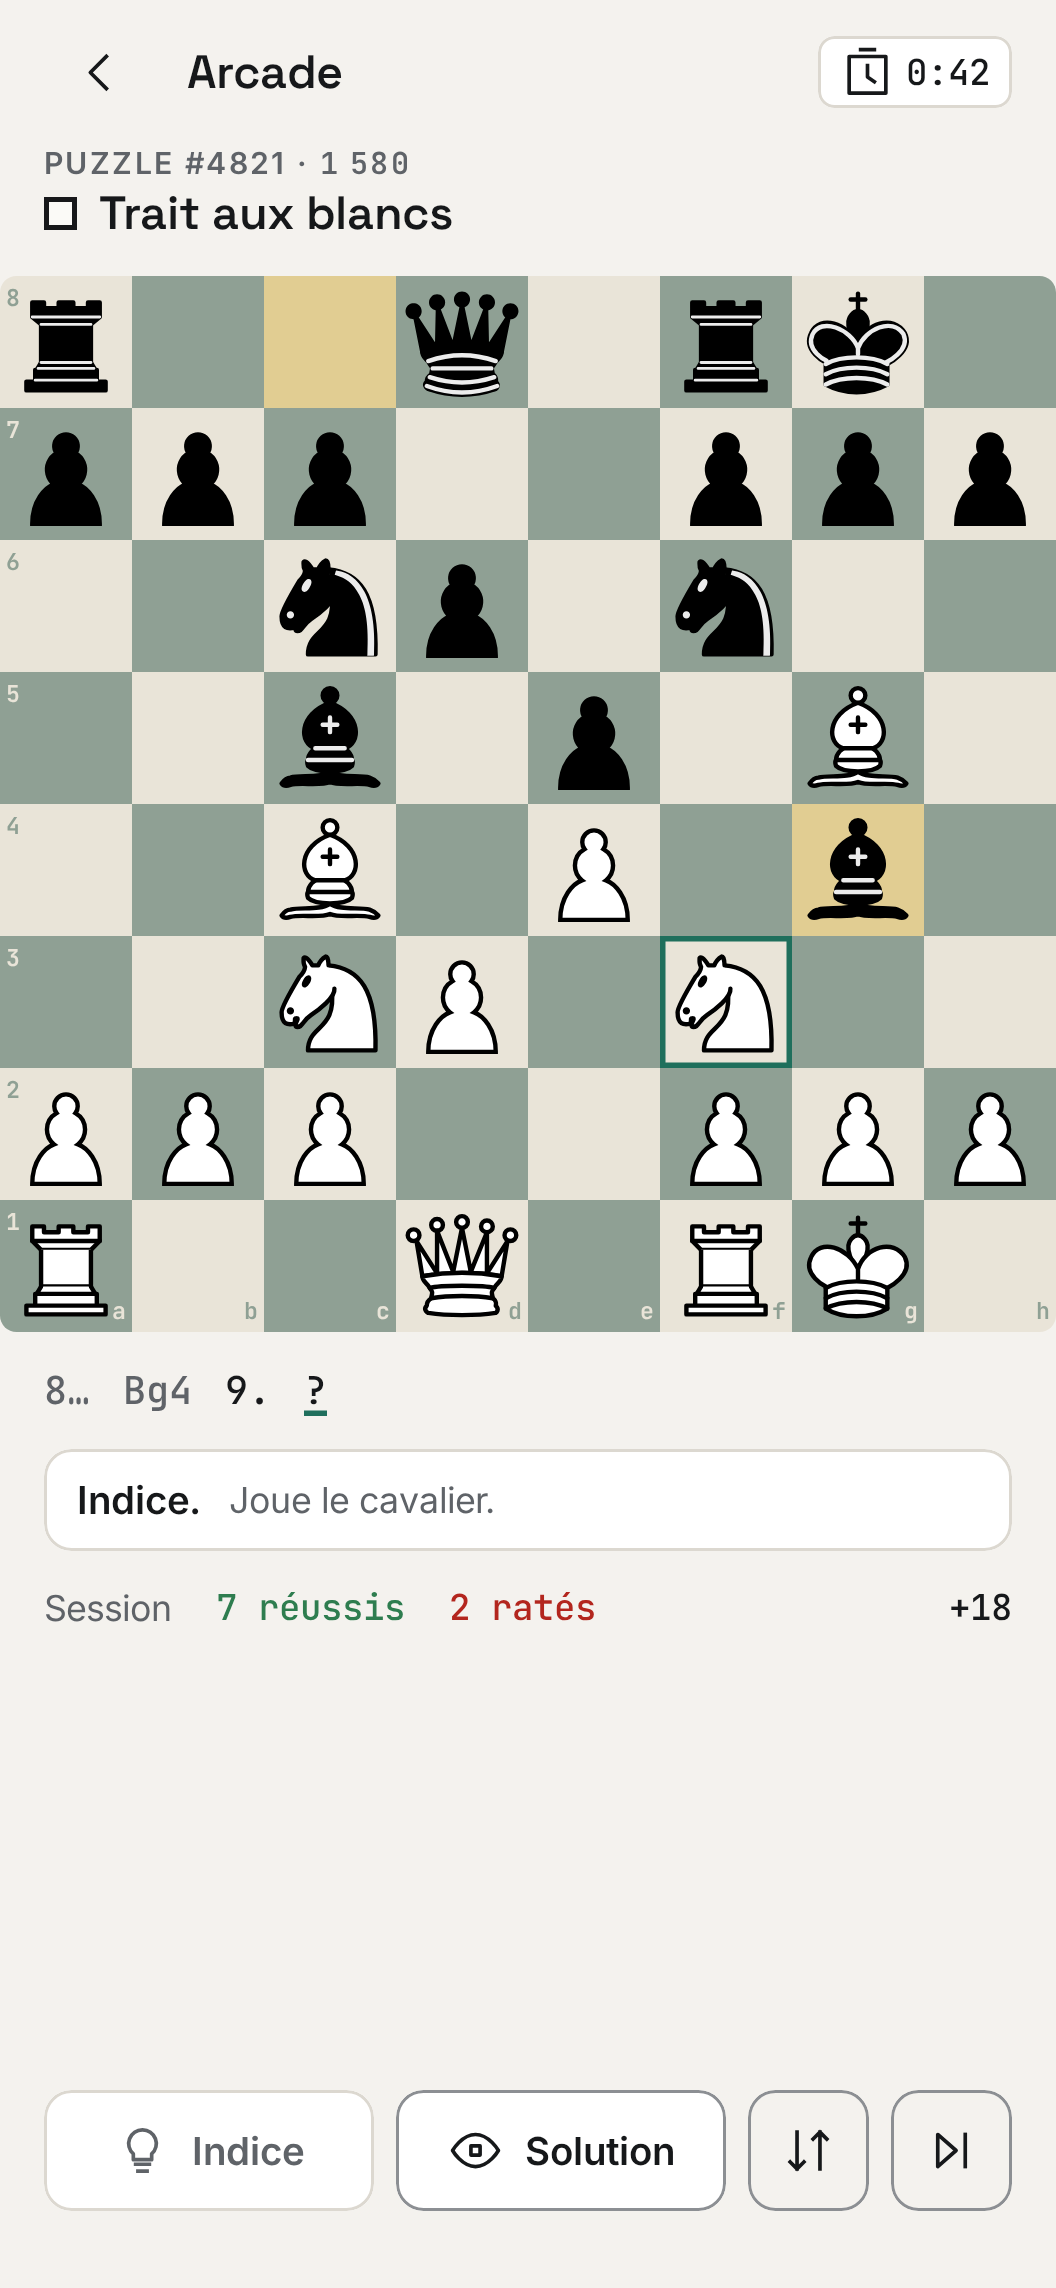 Arcade
0:42
PUZZLE #4821 · 1 580
Trait aux blancs
8
7
6
5
4
3
2
1
a b c d e f g h
8… Bg4 9. ?
Indice. Joue le cavalier.
Session 7 réussis 2 ratés +18
Indice Solution